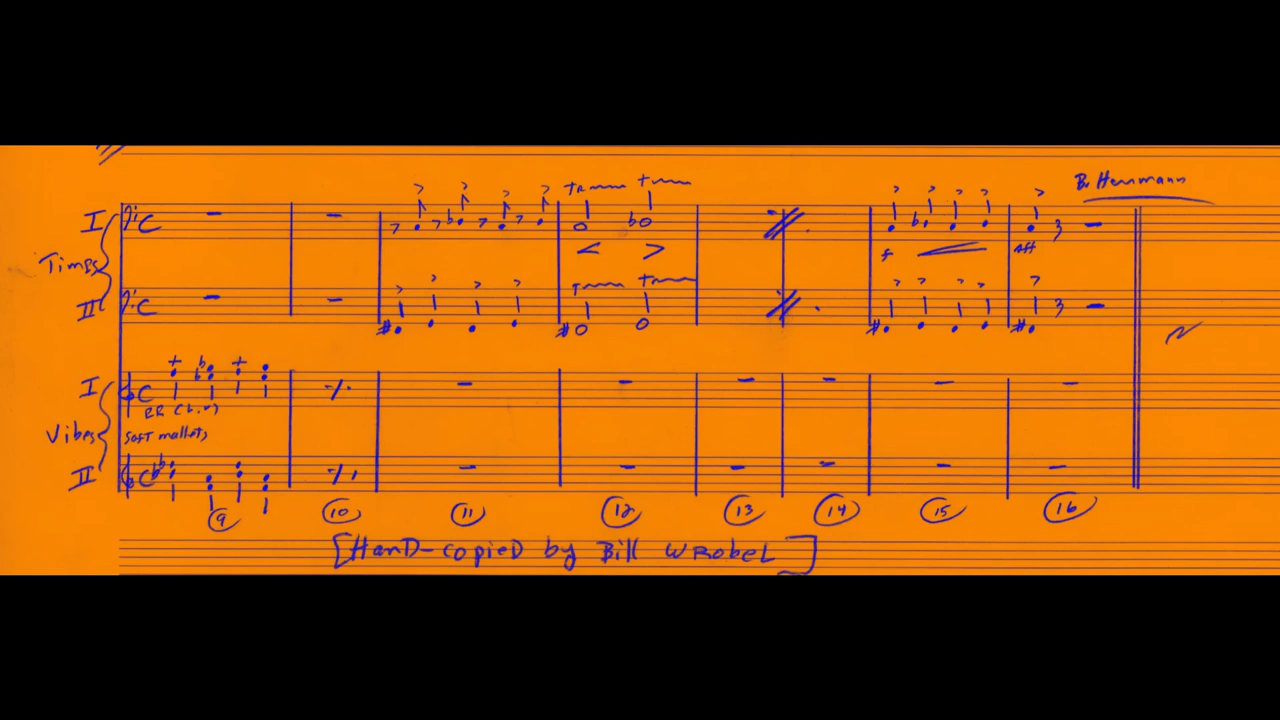 B. Herrmann
I
Timps
II
f
sff
I
Vibes
soft mallets
II
9 10 11 12 13 14 15 16
[HanD-copieD by Bill WRobeL]